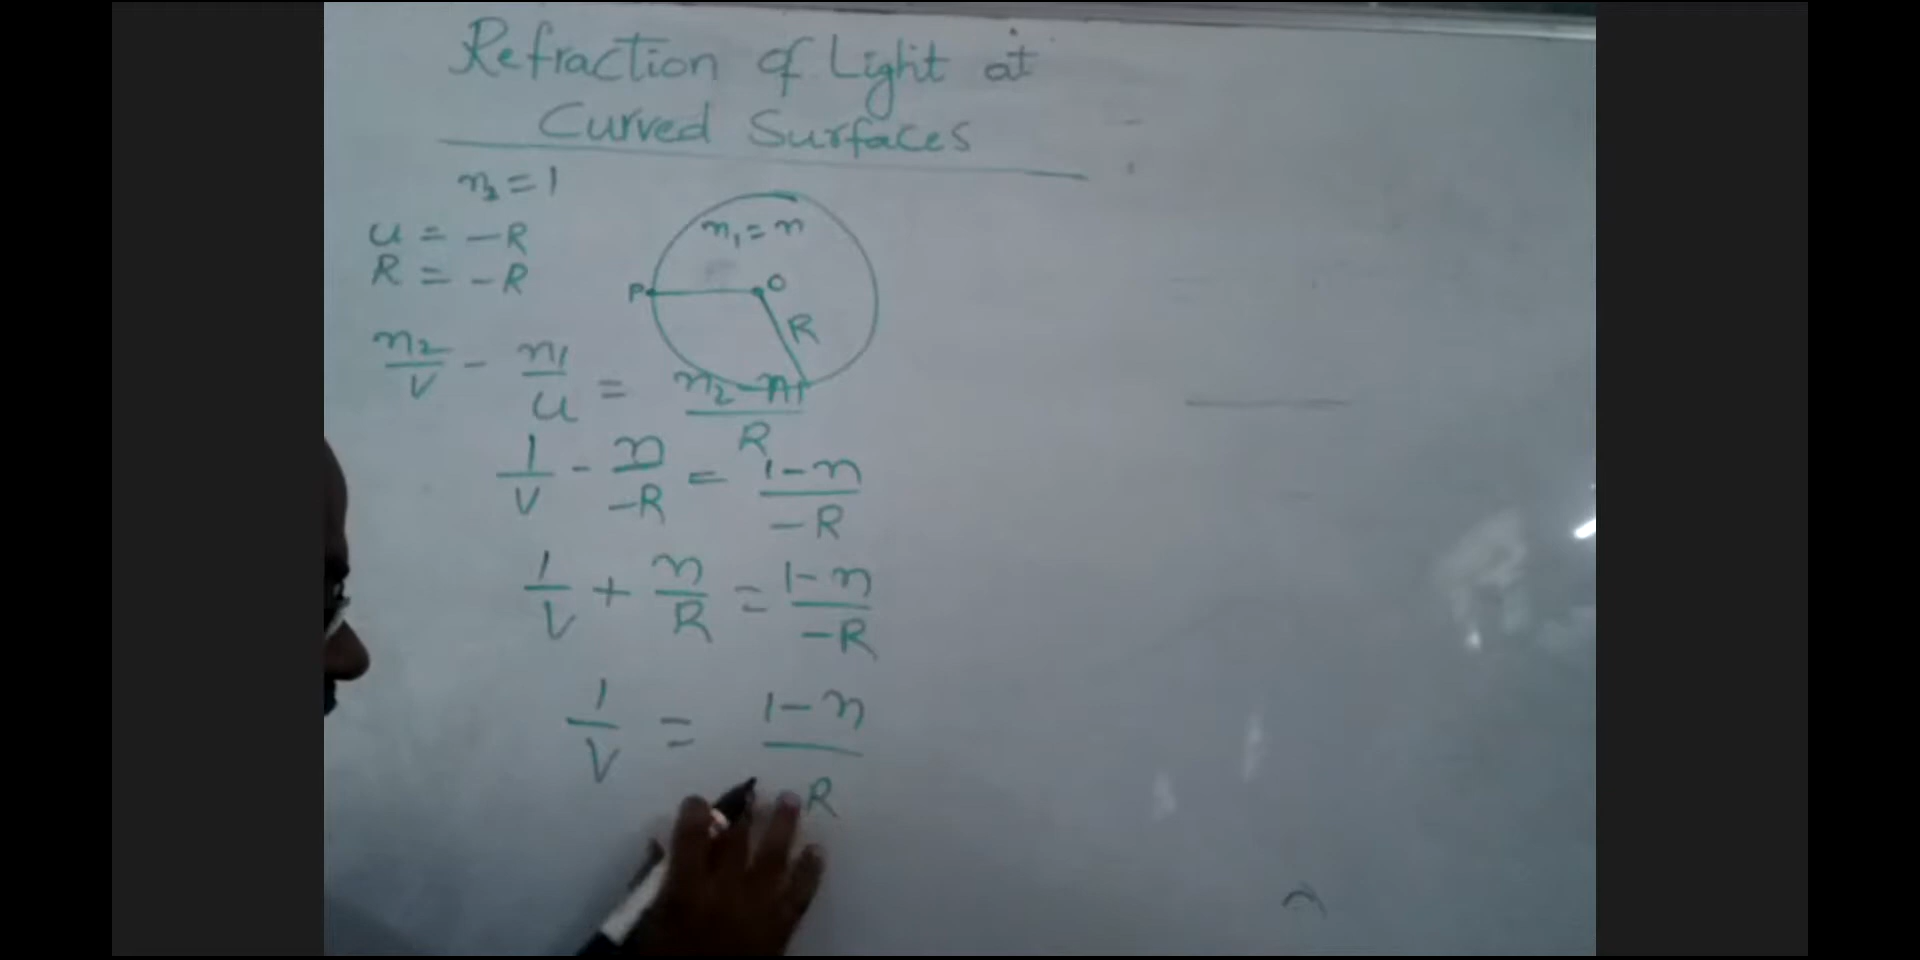 Refraction of Light at
Curved Surfaces
n₂ = 1
u = -R
R = -R
n₁ = n
P
O
R
n₂/V - n₁/u = n₂ - n₁/R
1/V - n/-R = 1-n/-R
1/V + n/R = 1-n/-R
1/V = 1-n/R